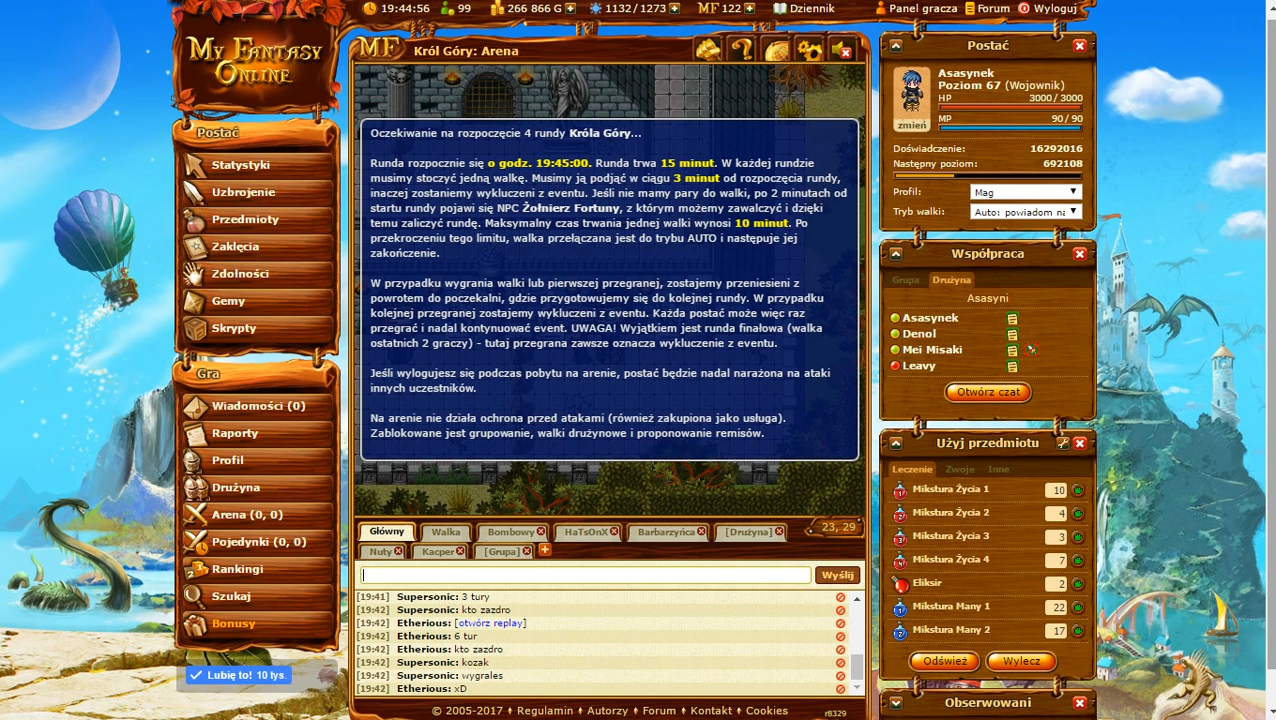 19:44:56 99 266 866 G 1132 / 1273 MF 122 Dziennik Panel gracza Forum Wyloguj
My Fantasy
Online
Postać
Statystyki
Uzbrojenie
Przedmioty
Zaklęcia
Zdolności
Gemy
Skrypty
Gra
Wiadomości (0)
Raporty
Profil
Drużyna
Arena (0, 0)
Pojedynki (0, 0)
Rankingi
Szukaj
Bonusy
Lubię to! 10 tys.
MF Król Góry: Arena
Oczekiwanie na rozpoczęcie 4 rundy Króla Góry...
Runda rozpocznie się o godz. 19:45:00. Runda trwa 15 minut. W każdej rundzie
musimy stoczyć jedną walkę. Musimy ją podjąć w ciągu 3 minut od rozpoczęcia rundy,
inaczej zostaniemy wykluczeni z eventu. Jeśli nie mamy pary do walki, po 2 minutach od
startu rundy pojawi się NPC Żołnierz Fortuny, z którym możemy zawalczyć i dzięki
temu zaliczyć rundę. Maksymalny czas trwania jednej walki wynosi 10 minut. Po
przekroczeniu tego limitu, walka przełączana jest do trybu AUTO i następuje jej
zakończenie.
W przypadku wygrania walki lub pierwszej przegranej, zostajemy przeniesieni z
powrotem do poczekalni, gdzie przygotowujemy się do kolejnej rundy. W przypadku
kolejnej przegranej zostajemy wykluczeni z eventu. Każda postać może więc raz
przegrać i nadal kontynuować event. UWAGA! Wyjątkiem jest runda finałowa (walka
ostatnich 2 graczy) - tutaj przegrana zawsze oznacza wykluczenie z eventu.
Jeśli wylogujesz się podczas pobytu na arenie, postać będzie nadal narażona na ataki
innych uczestników.
Na arenie nie działa ochrona przed atakami (również zakupiona jako usługa).
Zablokowane jest grupowanie, walki drużynowe i proponowanie remisów.
Główny Walka Bombowy HaTsOnX Barbarzyńca [Drużyna] 23, 29
Nuty Kacper [Grupa]
Wyślij
[19:41] Supersonic: 3 tury
[19:42] Supersonic: kto zazdro
[19:42] Etherious: [otwórz replay]
[19:42] Etherious: 6 tur
[19:42] Etherious: kto zazdro
[19:42] Supersonic: kozak
[19:42] Supersonic: wygrales
[19:42] Etherious: xD
© 2005-2017 ♦ Regulamin ♦ Autorzy ♦ Forum ♦ Kontakt ♦ Cookies r8329
Postać
Asasynek
Poziom 67 (Wojownik)
HP 3000 / 3000
MP 90 / 90
zmień
Doświadczenie: 16292016
Następny poziom: 692108
Profil: Mag
Tryb walki: Auto: powiadom na
Współpraca
Grupa Drużyna
Asasyni
Asasynek
Denol
Mei Misaki
Leavy
Otwórz czat
Użyj przedmiotu
Leczenie Zwoje Inne
Mikstura Życia 1 10
Mikstura Życia 2 4
Mikstura Życia 3 3
Mikstura Życia 4 7
Eliksir 2
Mikstura Many 1 22
Mikstura Many 2 17
Odśwież Wylecz
Obserwowani